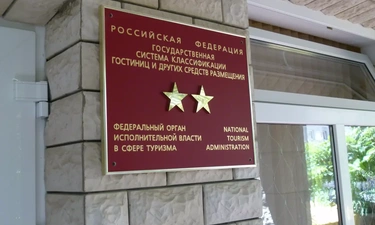 РОССИЙСКАЯ ФЕДЕРАЦИЯ
ГОСУДАРСТВЕННАЯ
СИСТЕМА КЛАССИФИКАЦИИ
ГОСТИНИЦ И ДРУГИХ СРЕДСТВ РАЗМЕЩЕНИЯ
ФЕДЕРАЛЬНЫЙ ОРГАН
ИСПОЛНИТЕЛЬНОЙ ВЛАСТИ
В СФЕРЕ ТУРИЗМА
NATIONAL
TOURISM
ADMINISTRATION